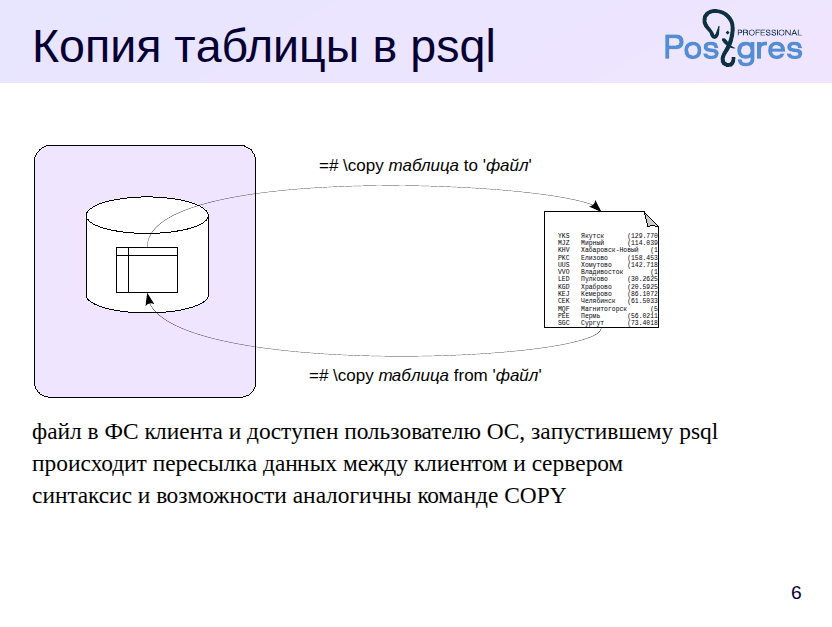 Копия таблицы в psql
PROFESSIONAL
Postgres
=# \copy таблица to 'файл'
YKS Якутск (129.770
MJZ Мирный (114.039
KHV Хабаровск-Новый (1
PKC Елизово (158.453
UUS Хомутово (142.718
VVO Владивосток (1
LED Пулково (30.2625
KGD Храброво (20.5925
KEJ Кемерово (86.1072
CEK Челябинск (61.5033
MQF Магнитогорск (5
PEE Пермь (56.0211
SGC Сургут (73.4018
=# \copy таблица from 'файл'
файл в ФС клиента и доступен пользователю ОС, запустившему psql
происходит пересылка данных между клиентом и сервером
синтаксис и возможности аналогичны команде COPY
6